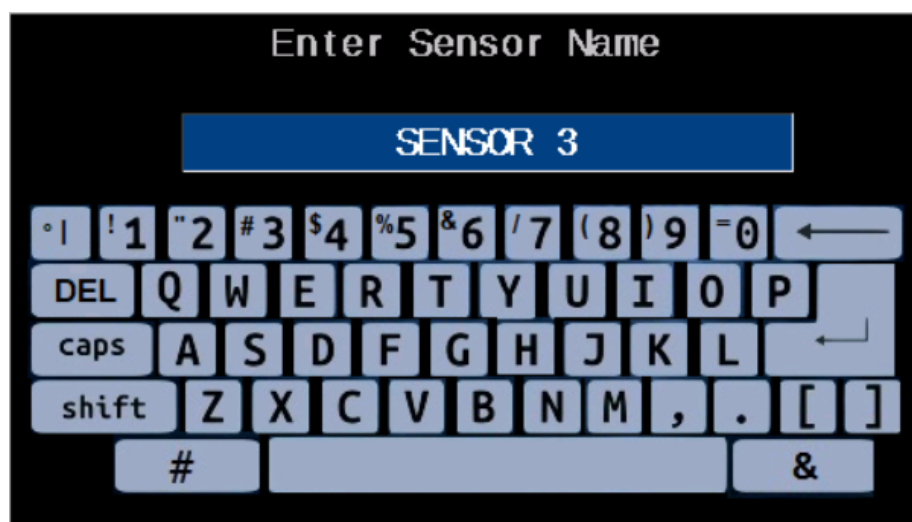 Enter Sensor Name
SENSOR 3
°| !1 "2 #3 $4 %5 &6 /7 (8 )9 =0 ←
DEL Q W E R T Y U I O P
caps A S D F G H J K L ↵
shift Z X C V B N M , . [ ]
# &